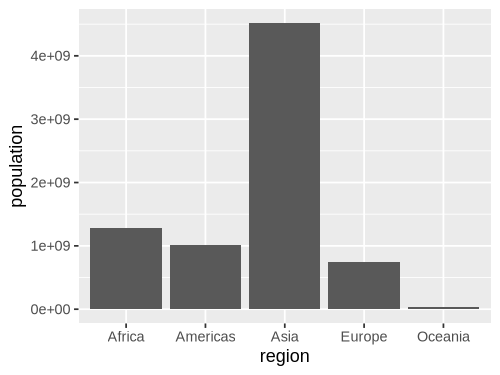 population
4e+09
3e+09
2e+09
1e+09
0e+00
Africa Americas Asia Europe Oceania
region